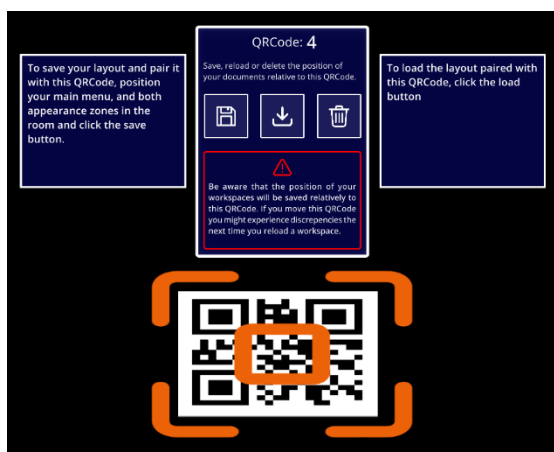 QRCode: 4
Save, reload or delete the position of
your documents relative to this QRCode.
To save your layout and pair it
with this QRCode, position
your main menu, and both
appearance zones in the
room and click the save
button.
To load the layout paired with
this QRCode, click the load
button
Be aware that the position of your
workspaces will be saved relatively to
this QRCode. If you move this QRCode
you might experience discrepencies the
next time you reload a workspace.